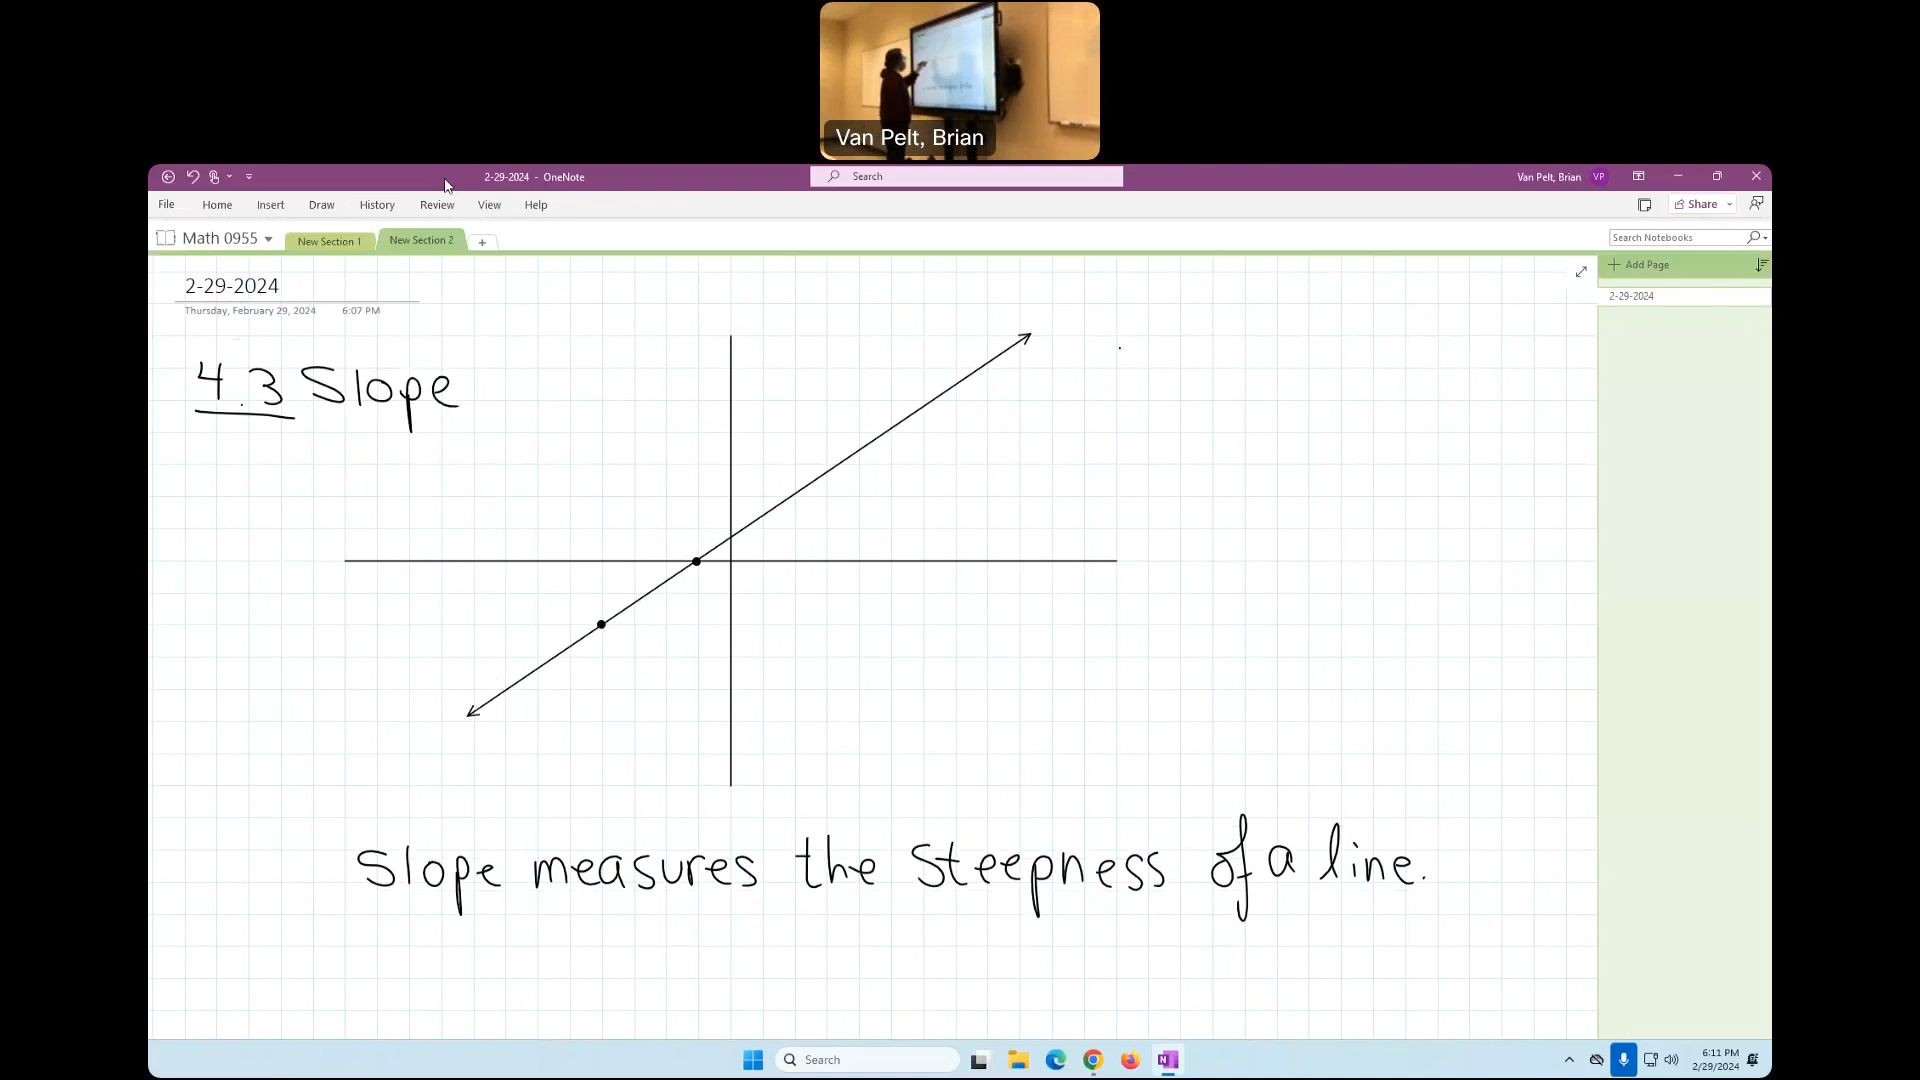 Van Pelt, Brian
2-29-2024 - OneNote
Search
Van Pelt, Brian VP
File Home Insert Draw History Review View Help
Share
Math 0955 New Section 1 New Section 2 +
Search Notebooks
Add Page
2-29-2024
2-29-2024
Thursday, February 29, 2024 6:07 PM
4.3 Slope
Slope measures the steepness of a line.
Search
6:11 PM
2/29/2024